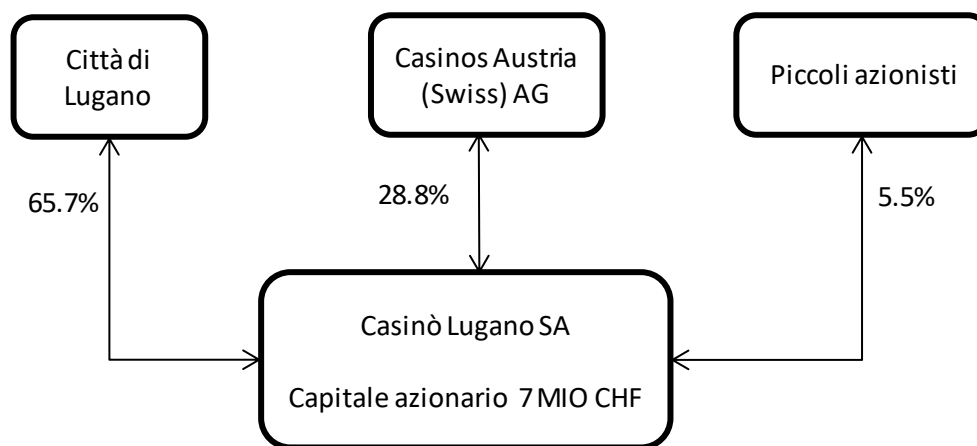 Città di
Lugano
Casinos Austria
(Swiss) AG
Piccoli azionisti
65.7%
28.8%
5.5%
Casinò Lugano SA
Capitale azionario 7 MIO CHF